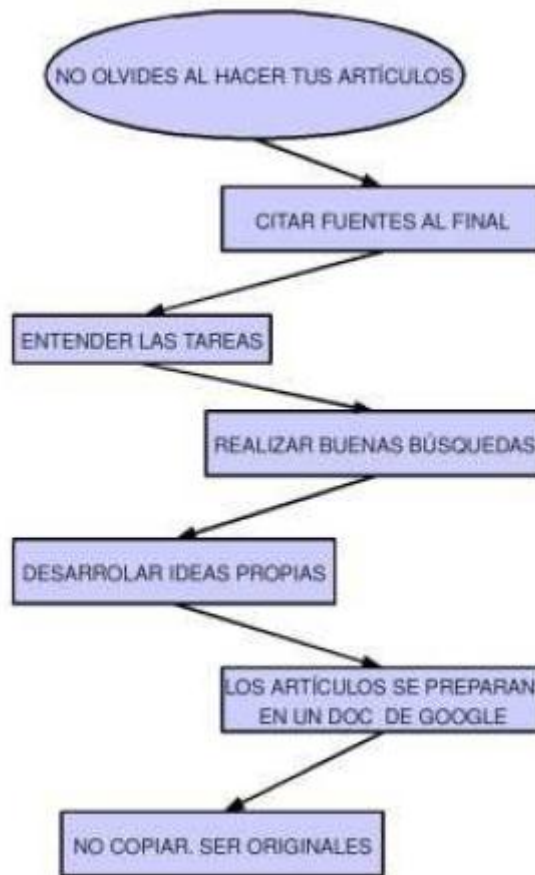 NO OLVIDES AL HACER TUS ARTÍCULOS
CITAR FUENTES AL FINAL
ENTENDER LAS TAREAS
REALIZAR BUENAS BÚSQUEDAS
DESARROLAR IDEAS PROPIAS
LOS ARTÍCULOS SE PREPARAN
EN UN DOC DE GOOGLE
NO COPIAR. SER ORIGINALES